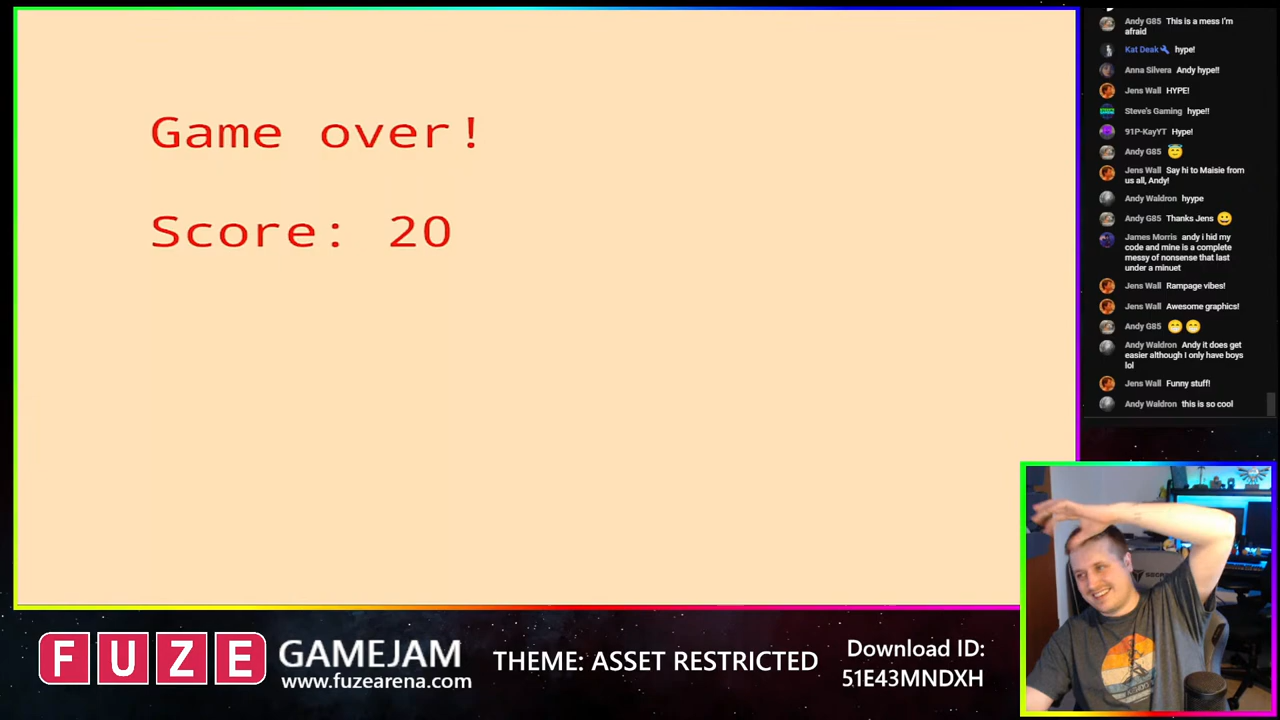 Game over!
Score: 20
Andy G85 This is a mess I'm
afraid
Kat Deak hype!
Anna Silvera Andy hype!!
Jens Wall HYPE!
Steve's Gaming hype!!
91P-KayYT Hype!
Andy G85 😇
Jens Wall Say hi to Maisie from
us all, Andy!
Andy Waldron hyype
Andy G85 Thanks Jens 😀
James Morris andy i hid my
code and mine is a complete
messy of nonsense that last
under a minuet
Jens Wall Rampage vibes!
Jens Wall Awesome graphics!
Andy G85 😁😁
Andy Waldron Andy it does get
easier although I only have boys
lol
Jens Wall Funny stuff!
Andy Waldron this is so cool
FUZE
GAMEJAM
www.fuzearena.com
THEME: ASSET RESTRICTED
Download ID:
51E43MNDXH